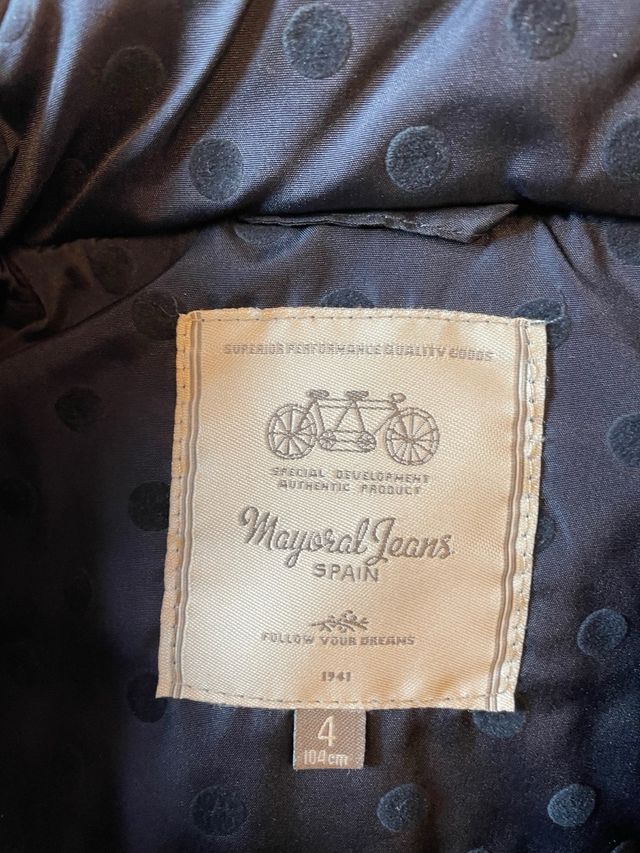 SUPERIOR PERFORMANCE QUALITY GOODS
SPECIAL DEVELOPMENT
AUTHENTIC PRODUCT
Mayoral Jeans
SPAIN
FOLLOW YOUR DREAMS
1941
4
104cm